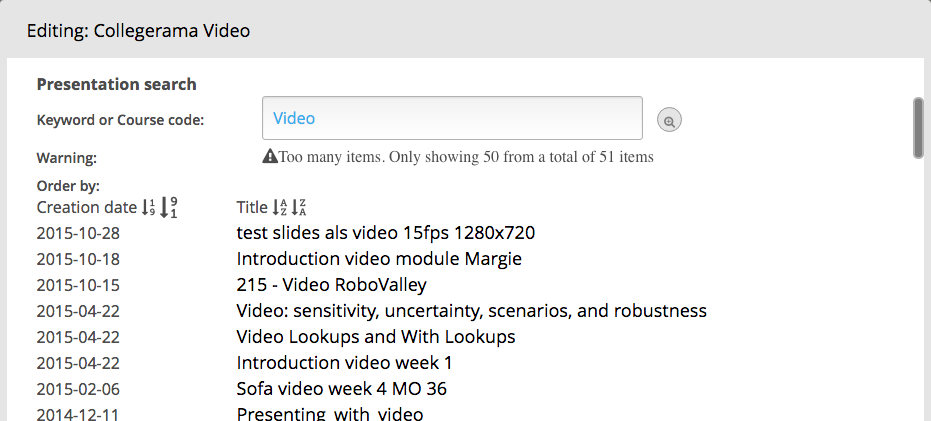 Editing: Collegerama Video
Presentation search
Keyword or Course code: Video
Warning: Too many items. Only showing 50 from a total of 51 items
Order by:
Creation date Title
2015-10-28 test slides als video 15fps 1280x720
2015-10-18 Introduction video module Margie
2015-10-15 215 - Video RoboValley
2015-04-22 Video: sensitivity, uncertainty, scenarios, and robustness
2015-04-22 Video Lookups and With Lookups
2015-04-22 Introduction video week 1
2015-02-06 Sofa video week 4 MO 36
2014-12-11 Presenting with video